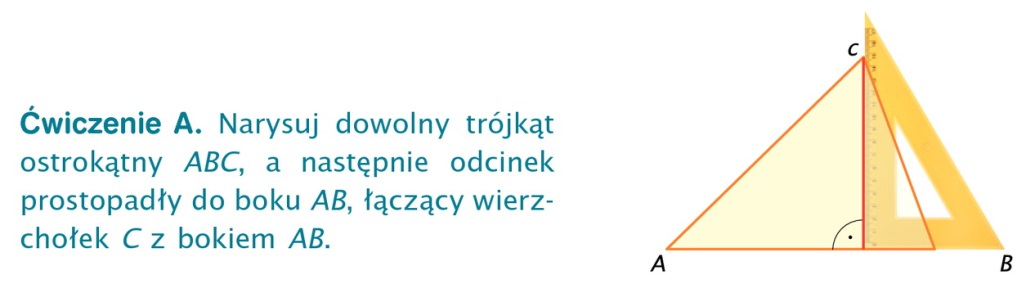 Ćwiczenie A. Narysuj dowolny trójkąt
ostrokątny ABC, a następnie odcinek
prostopadły do boku AB, łączący wierz-
chołek C z bokiem AB.
C
A
B